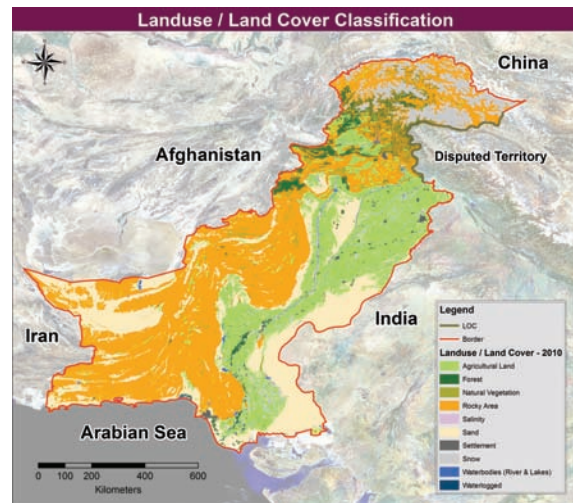 Landuse / Land Cover Classification
China
Afghanistan
Disputed Territory
Iran
India
Arabian Sea
0 100 200 400 600
Kilometers
Legend
LOC
Border
Landuse / Land Cover - 2010
Agricultural Land
Forest
Natural Vegetation
Rocky Area
Salinity
Sand
Settlement
Snow
Waterbodies (River & Lakes)
Waterlogged